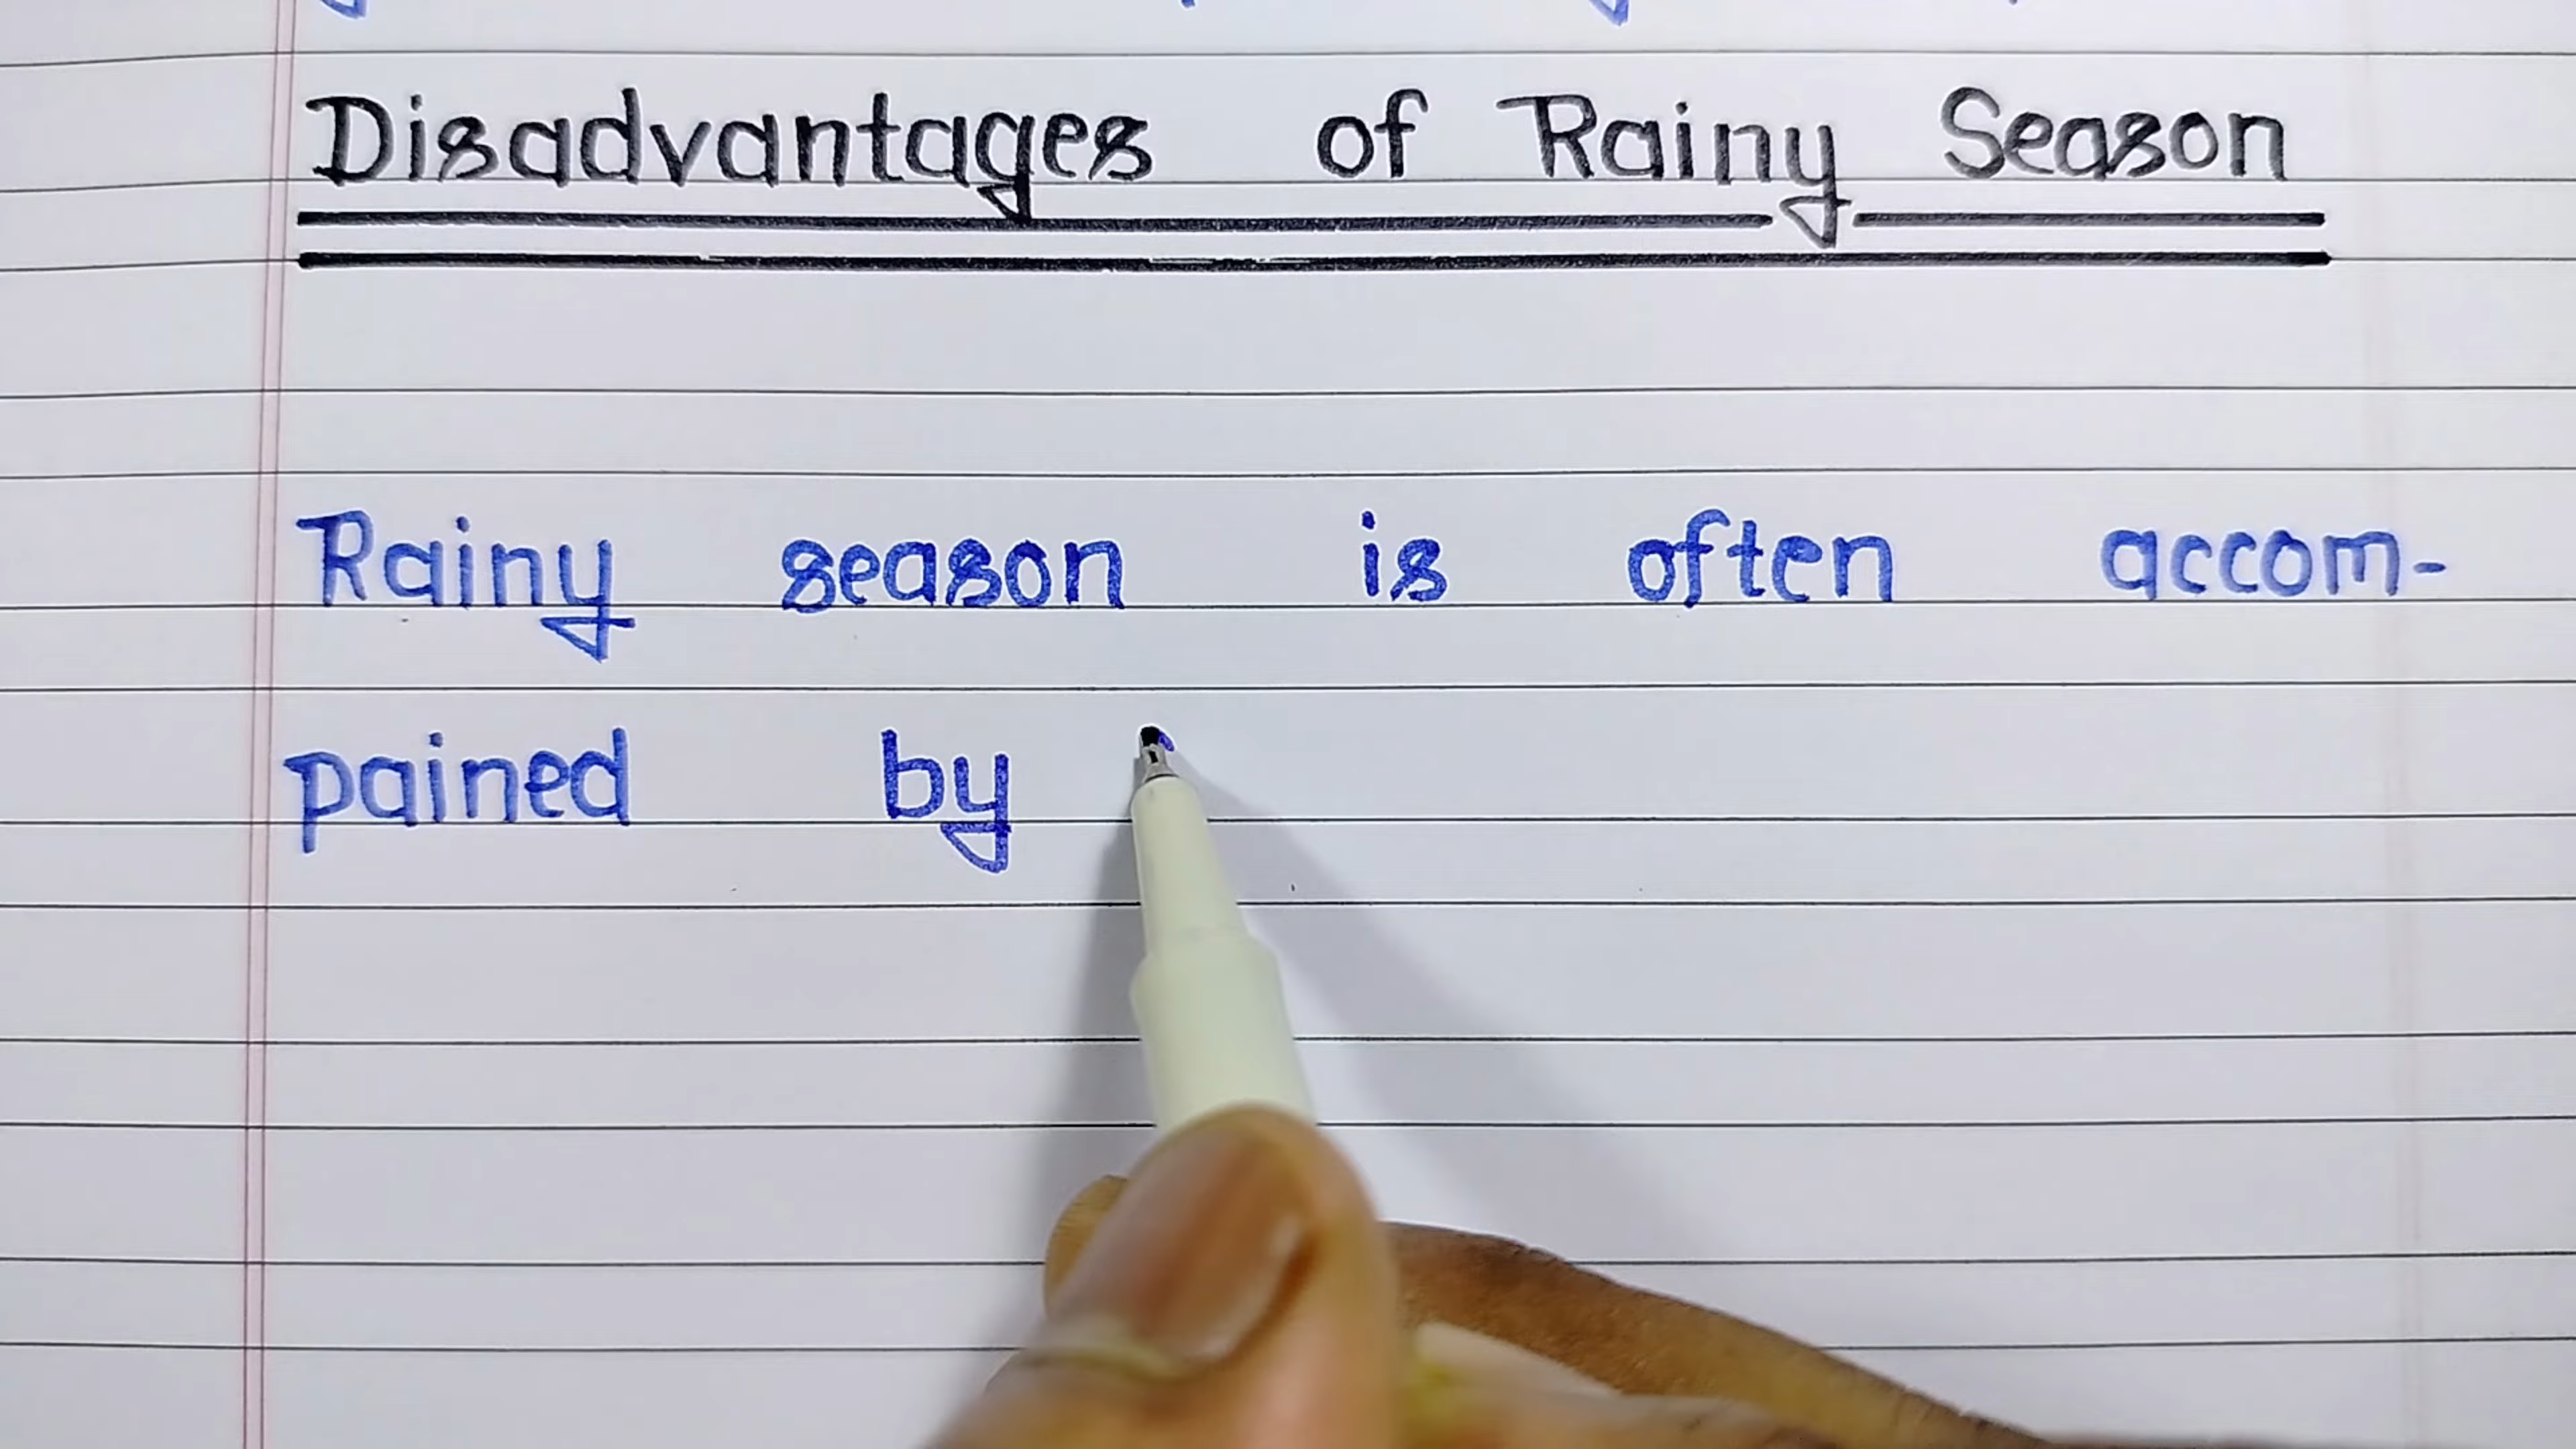 Disadvantages of Rainy Season
Rainy season is often accom-
pained by